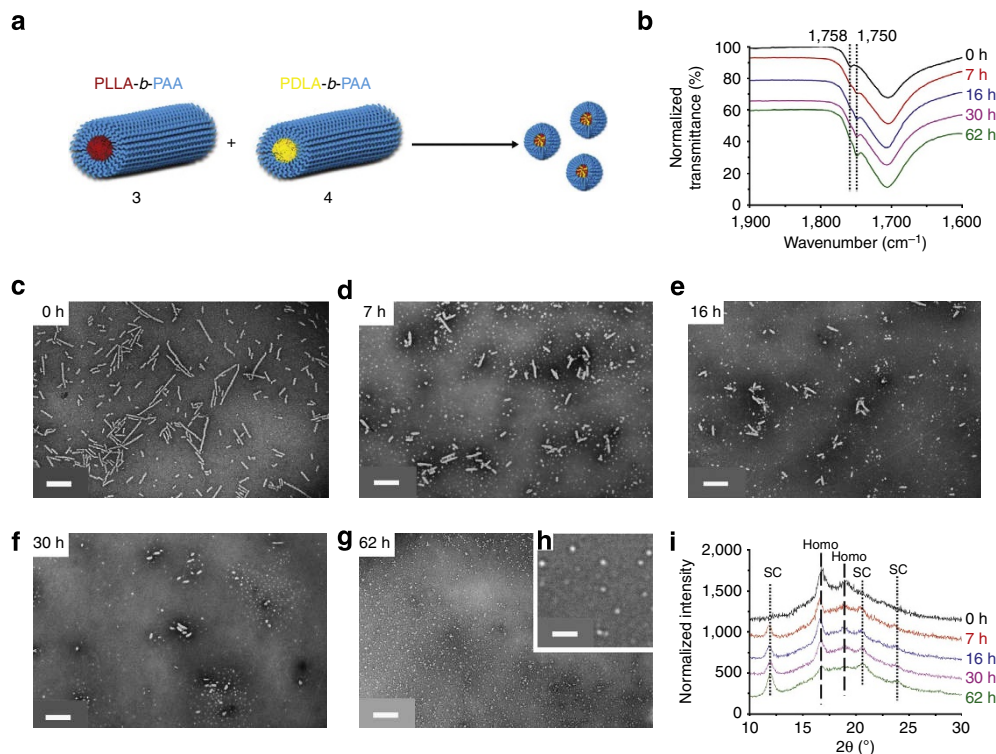 a
PLLA-b-PAA
PDLA-b-PAA
+
3
4
b
1,758
1,750
100
80
60
40
20
0
Normalized
transmittance (%)
0 h
7 h
16 h
30 h
62 h
1,900
1,800
1,700
1,600
Wavenumber (cm⁻¹)
c
0 h
d
7 h
e
16 h
f
30 h
g
62 h
h
i
Homo
Homo
SC
SC
SC
2,000
1,500
1,000
500
0
Normalized intensity
0 h
7 h
16 h
30 h
62 h
10
15
20
25
30
2θ (°)